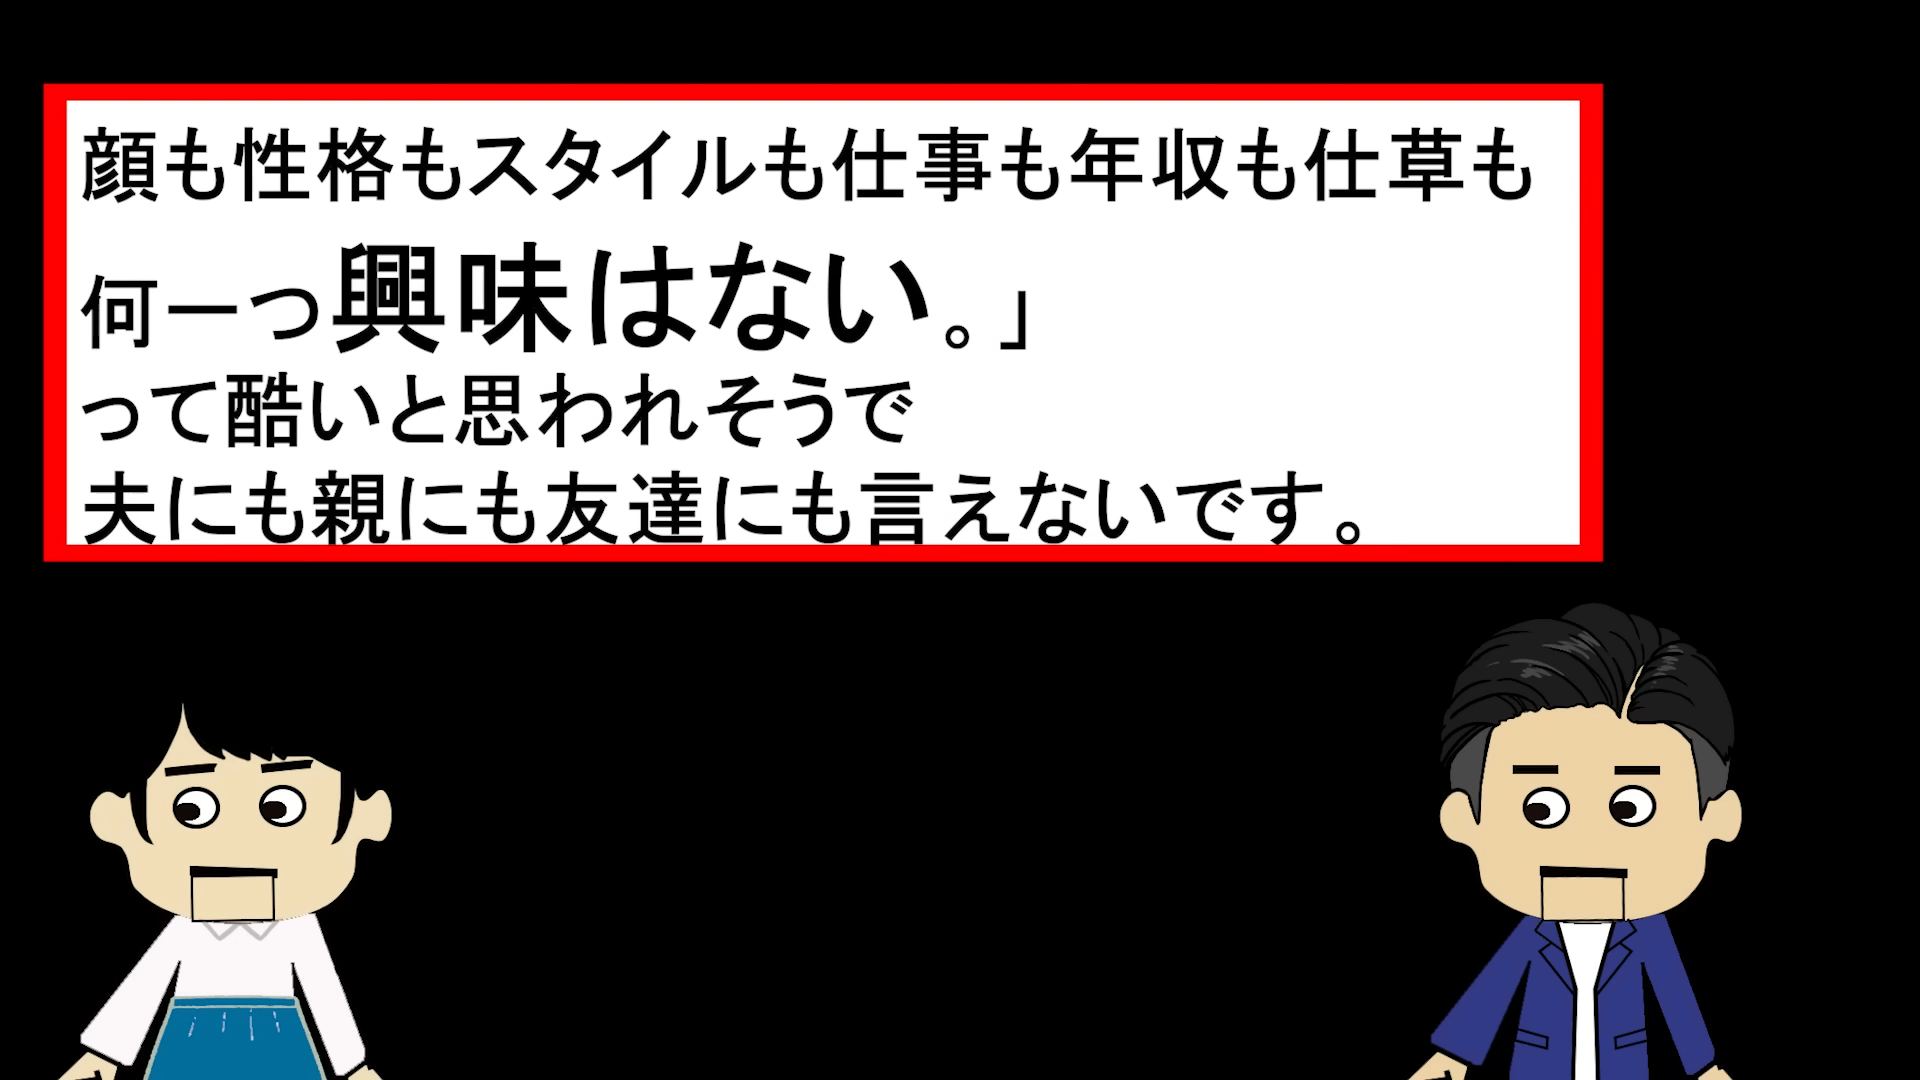 顔も性格もスタイルも仕事も年収も仕草も
何一つ興味はない。」
って酷いと思われそうで
夫にも親にも友達にも言えないです。